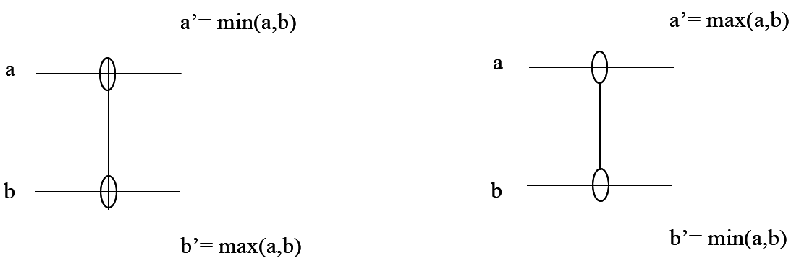 a’= min(a,b)
a
b
b’= max(a,b)
a’= max(a,b)
a
b
b’= min(a,b)